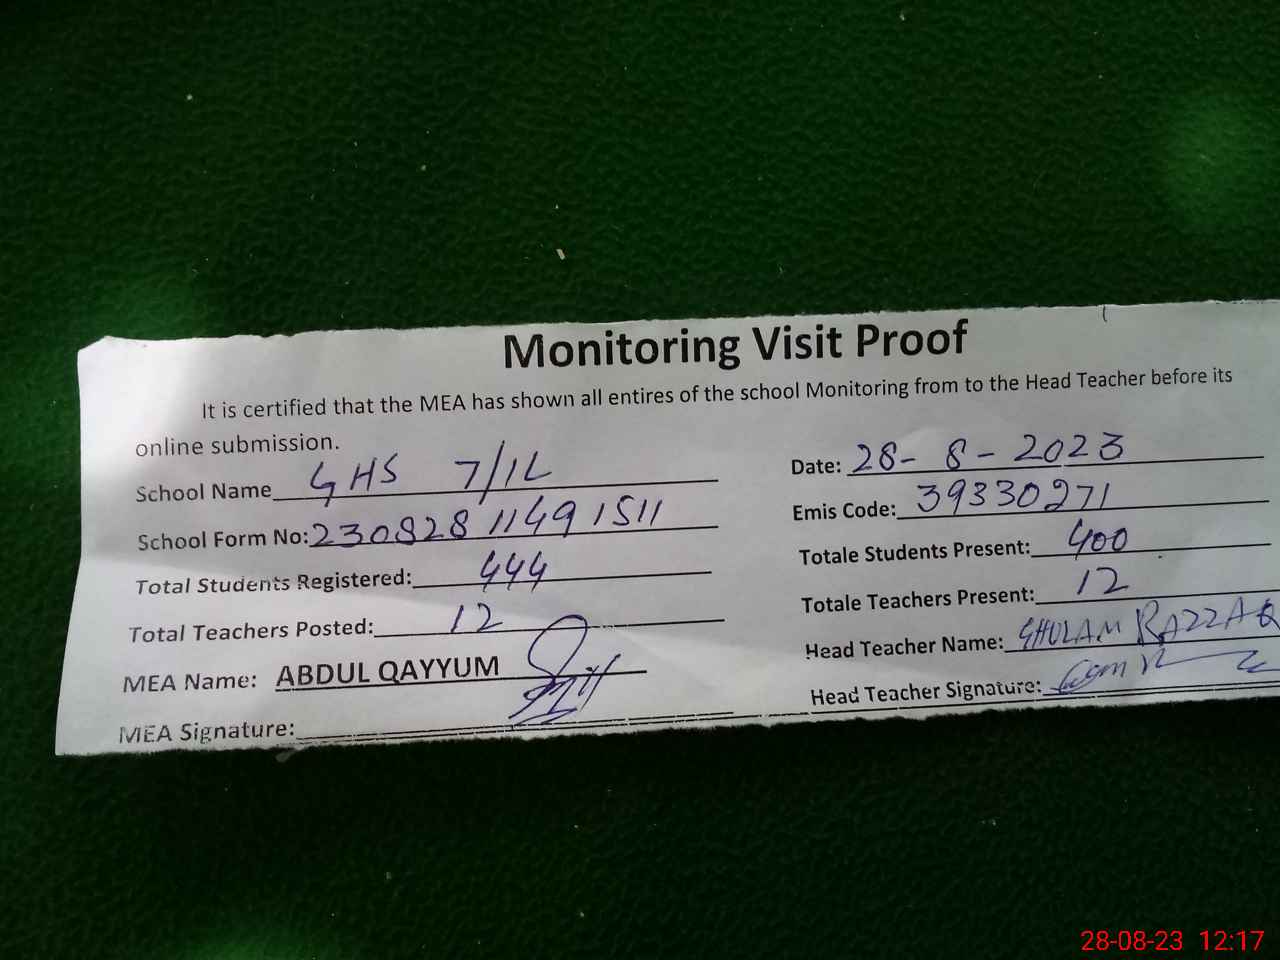 Monitoring Visit Proof
It is certified that the MEA has shown all entires of the school Monitoring from to the Head Teacher before its
online submission.
School Name GHS 7/1L
Date: 28-8-2023
School Form No: 230828 11491511
Emis Code: 39330271
Total Students Registered: 444
Totale Students Present: 400
Total Teachers Posted: 12
Totale Teachers Present: 12
MEA Name: ABDUL QAYYUM
Head Teacher Name: GHULAM RAZZAQ
MEA Signature:
Head Teacher Signature:
28-08-23 12:17